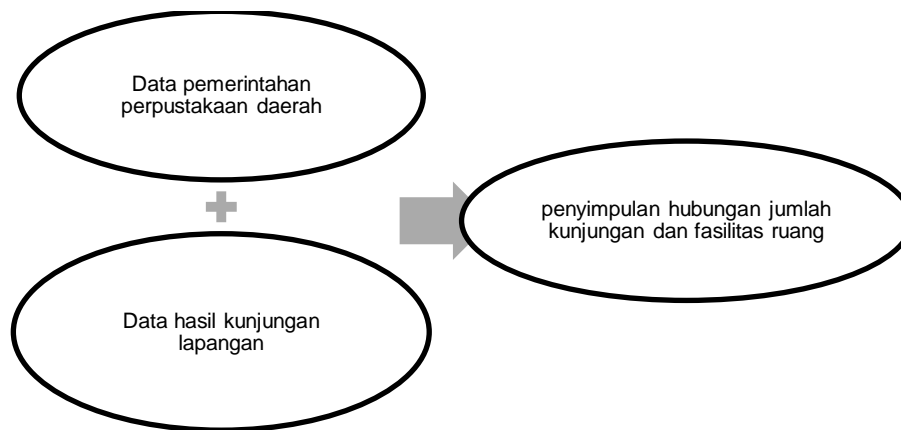 Data pemerintahan
perpustakaan daerah
Data hasil kunjungan
lapangan
penyimpulan hubungan jumlah
kunjungan dan fasilitas ruang